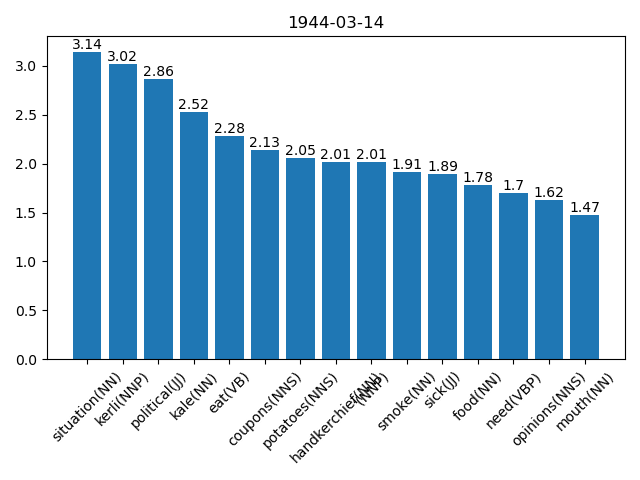 1944-03-14
3.14
3.02
2.86
2.52
2.28
2.13
2.05
2.01
2.01
1.91
1.89
1.78
1.7
1.62
1.47
3.0
2.5
2.0
1.5
1.0
0.5
0.0
situation(NN)
kerli(NNP)
political(JJ)
kale(NN)
eat(VB)
coupons(NNS)
potatoes(NNS)
handkerchief(NN)
(NNP)
smoke(NN)
sick(JJ)
food(NN)
need(VBP)
opinions(NNS)
mouth(NN)